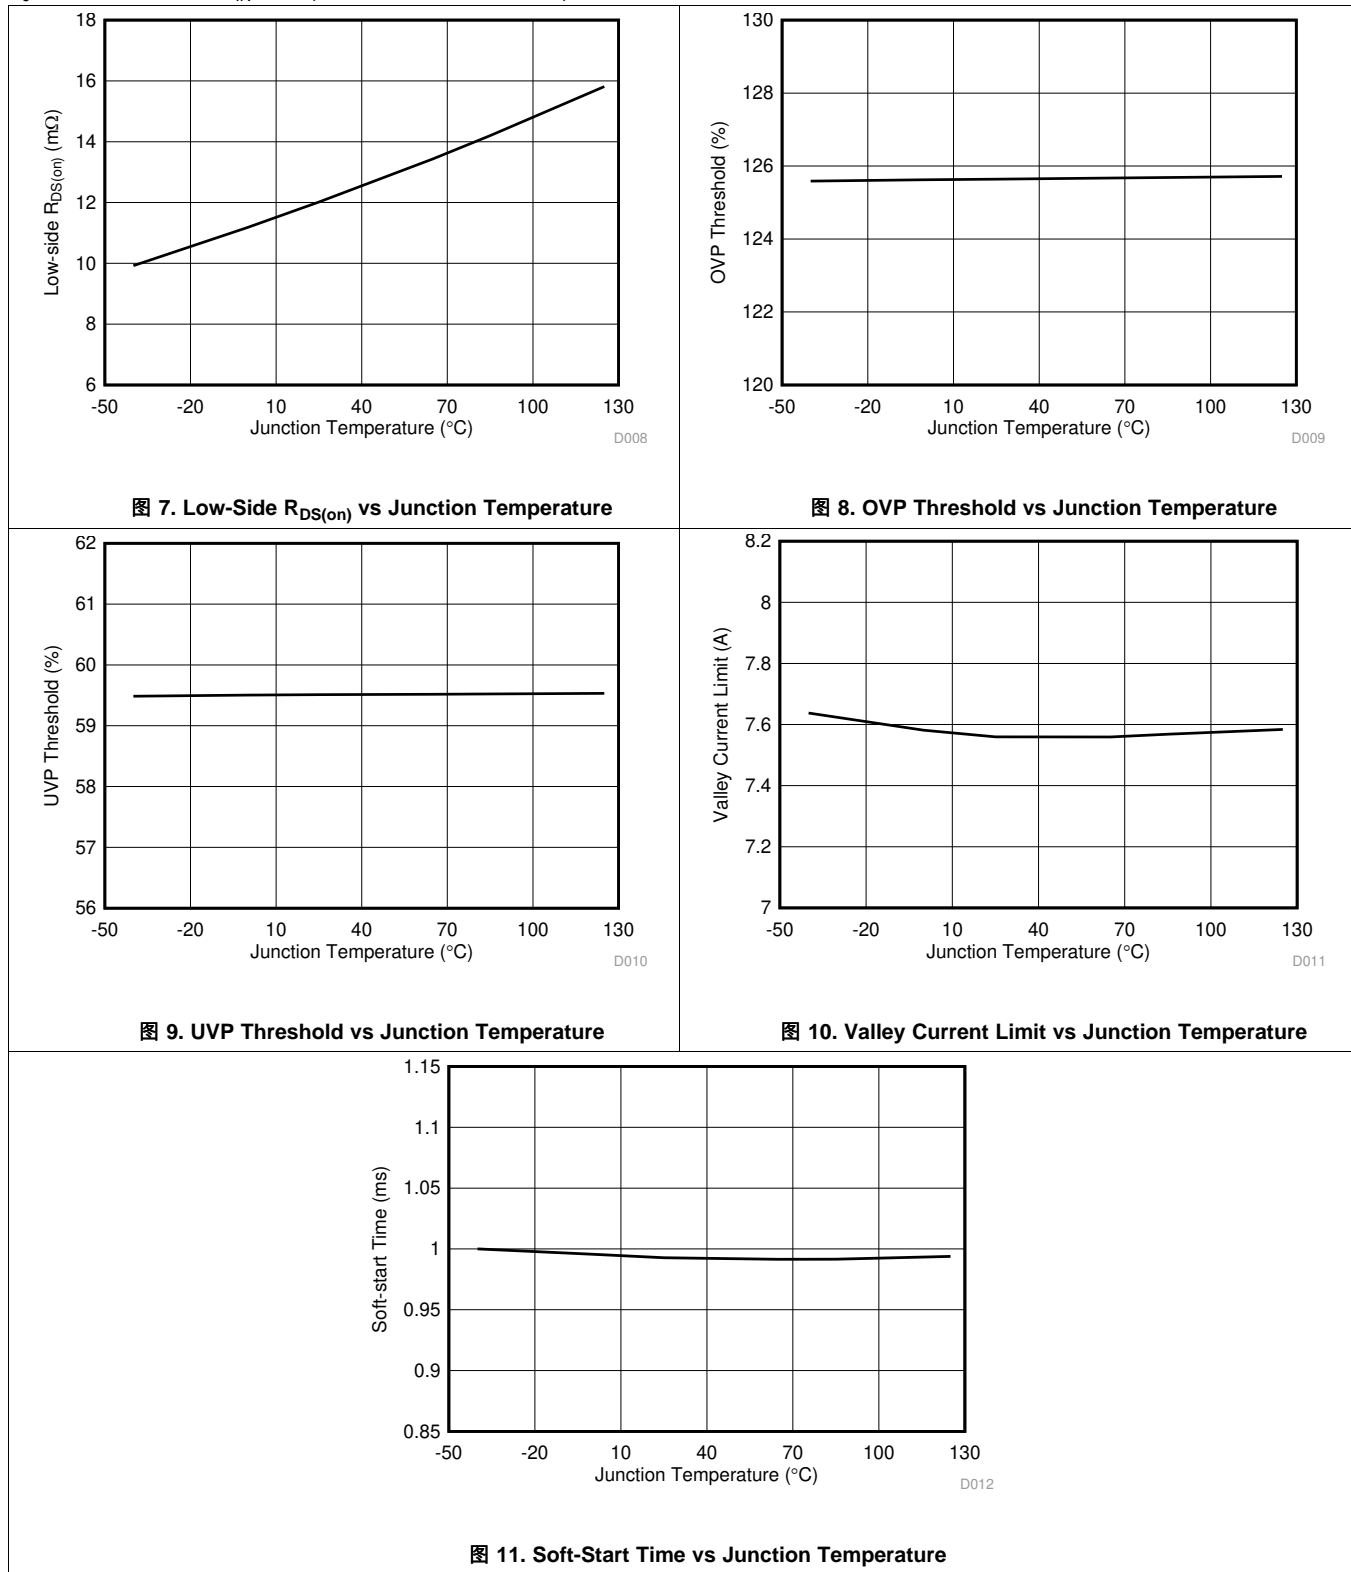 18
16
14
12
10
8
6
Low-side RDS(on) (mΩ)
-50 -20 10 40 70 100 130
Junction Temperature (°C)
D008
图 7. Low-Side RDS(on) vs Junction Temperature
130
128
126
124
122
120
OVP Threshold (%)
-50 -20 10 40 70 100 130
Junction Temperature (°C)
D009
图 8. OVP Threshold vs Junction Temperature
62
61
60
59
58
57
56
UVP Threshold (%)
-50 -20 10 40 70 100 130
Junction Temperature (°C)
D010
图 9. UVP Threshold vs Junction Temperature
8.2
8
7.8
7.6
7.4
7.2
7
Valley Current Limit (A)
-50 -20 10 40 70 100 130
Junction Temperature (°C)
D011
图 10. Valley Current Limit vs Junction Temperature
1.15
1.1
1.05
1
0.95
0.9
0.85
Soft-start Time (ms)
-50 -20 10 40 70 100 130
Junction Temperature (°C)
D012
图 11. Soft-Start Time vs Junction Temperature